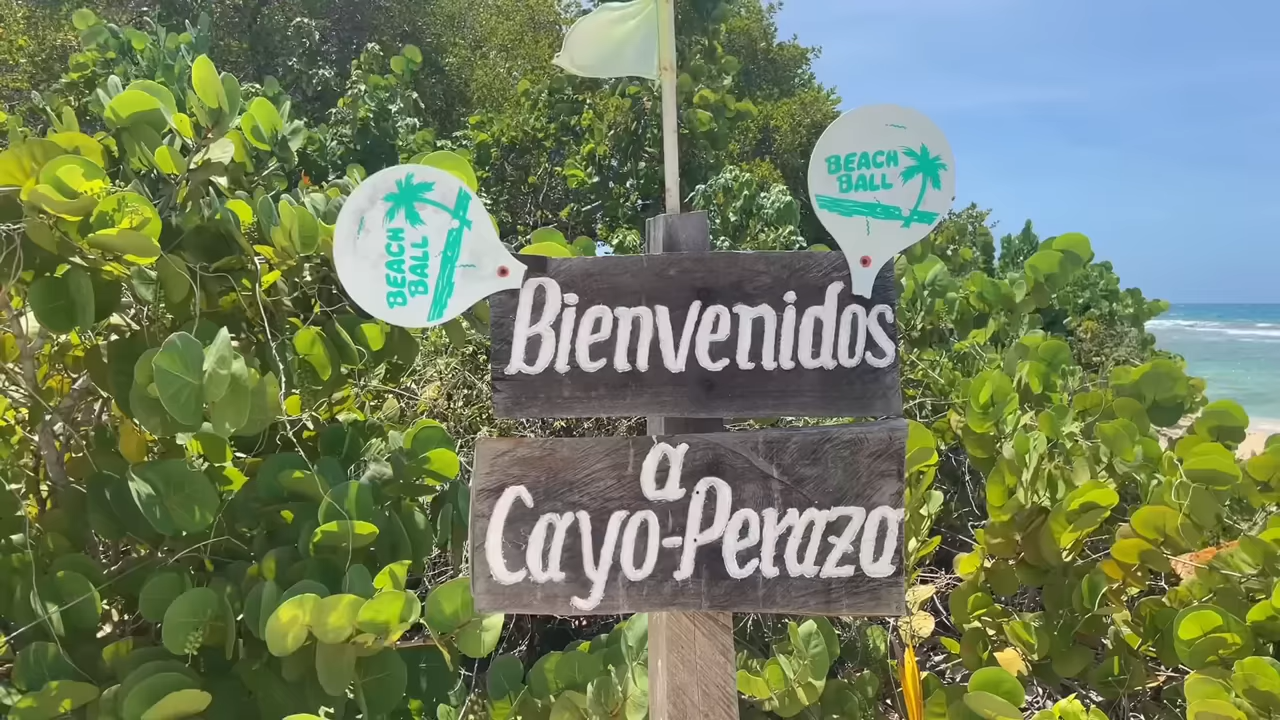 BEACH
BALL
BEACH
BALL
Bienvenidos
a
Cayo-Peraza